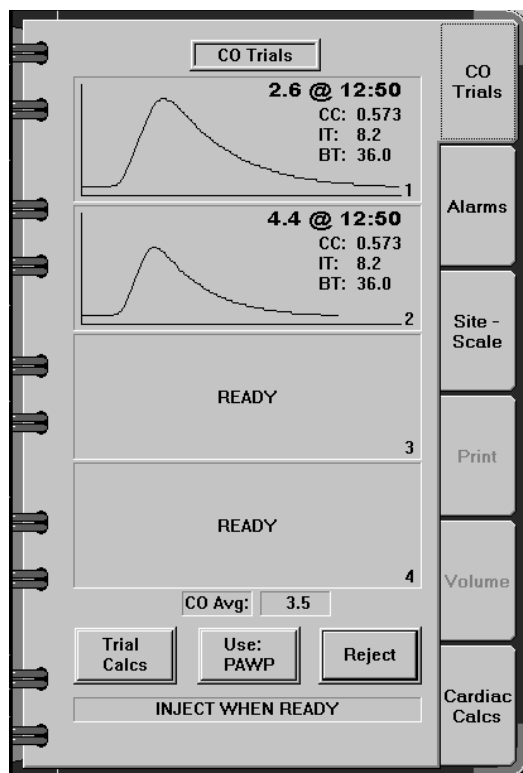 CO Trials
2.6 @ 12:50
CC: 0.573
IT: 8.2
BT: 36.0
1
4.4 @ 12:50
CC: 0.573
IT: 8.2
BT: 36.0
2
READY
3
READY
4
CO Avg: 3.5
Trial
Calcs
Use:
PAWP
Reject
INJECT WHEN READY
CO
Trials
Alarms
Site -
Scale
Print
Volume
Cardiac
Calcs